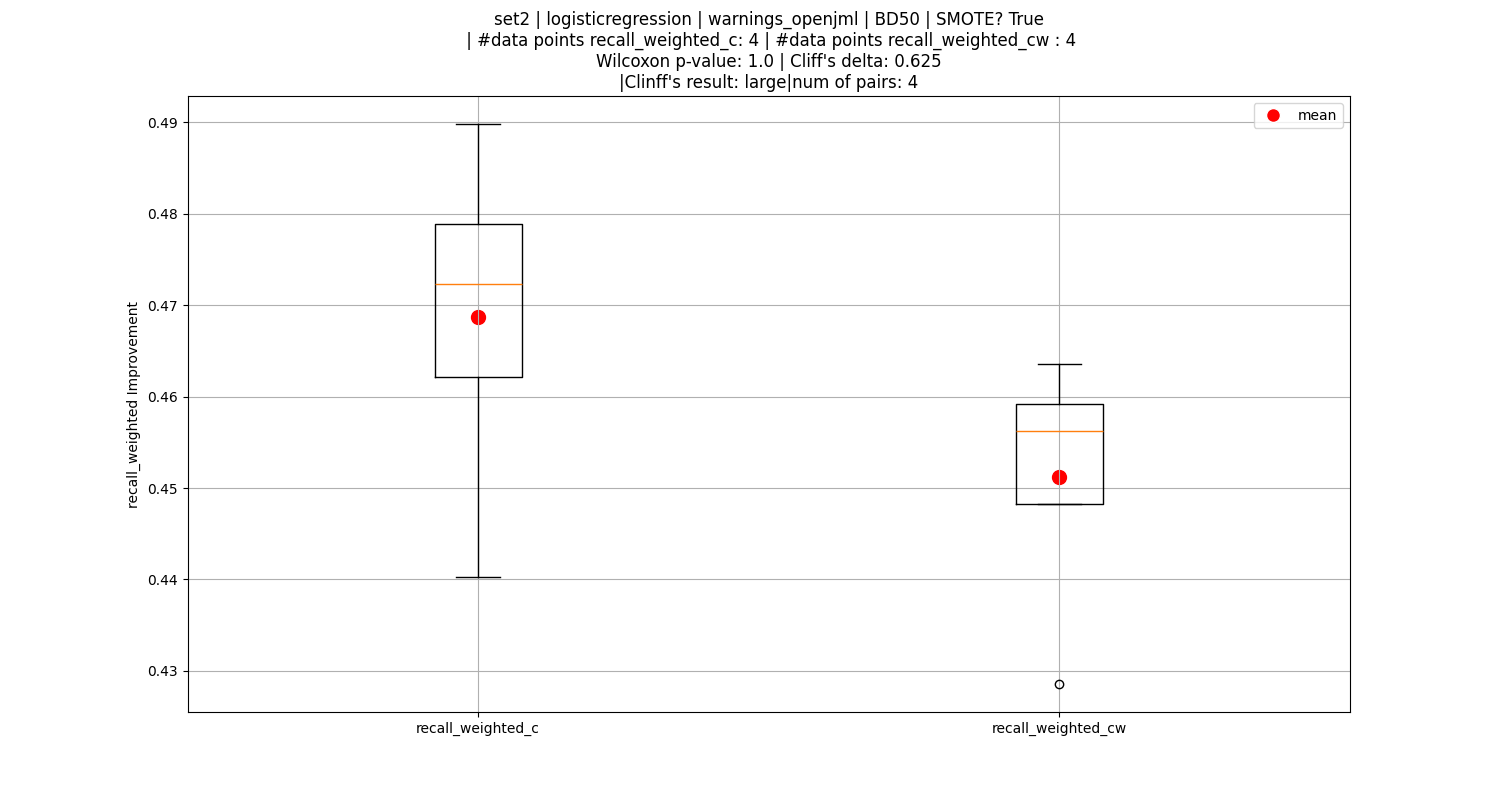 set2 | logisticregression | warnings_openjml | BD50 | SMOTE? True
| #data points recall_weighted_c: 4 | #data points recall_weighted_cw : 4
Wilcoxon p-value: 1.0 | Cliff's delta: 0.625
|Clinff's result: large|num of pairs: 4
mean
0.49
0.48
0.47
0.46
0.45
0.44
0.43
recall_weighted Improvement
recall_weighted_c
recall_weighted_cw